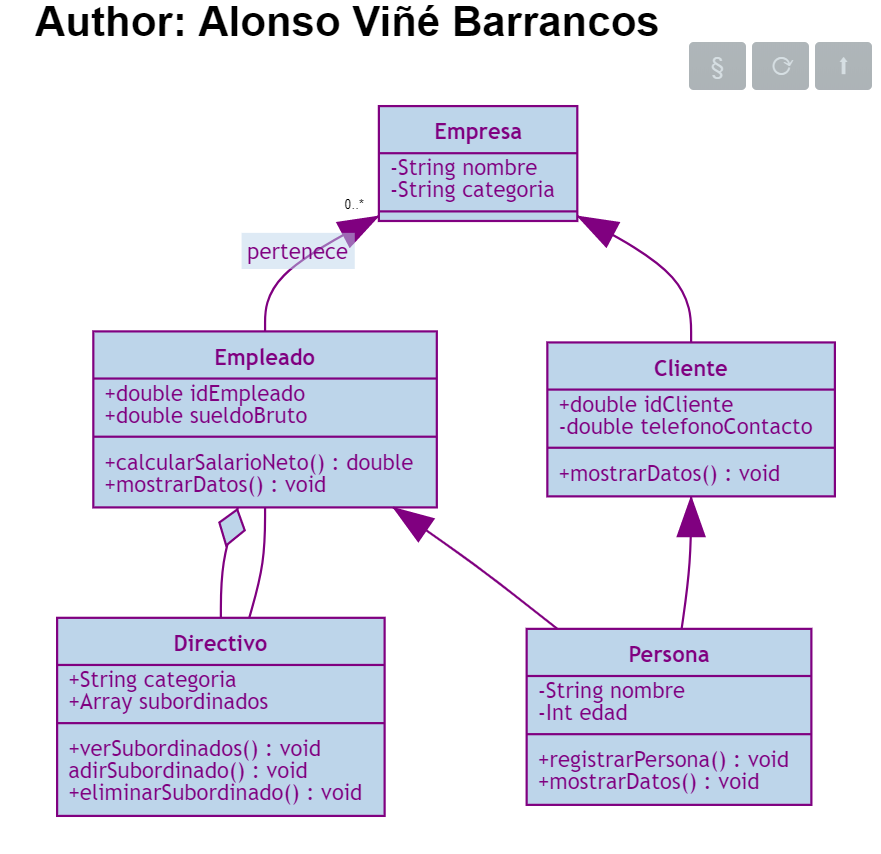 Author: Alonso Viñé Barrancos
§
Empresa
-String nombre
-String categoria
0..*
pertenece
Empleado
+double idEmpleado
+double sueldoBruto
+calcularSalarioNeto() : double
+mostrarDatos() : void
Cliente
+double idCliente
-double telefonoContacto
+mostrarDatos() : void
Directivo
+String categoria
+Array subordinados
+verSubordinados() : void
adirSubordinado() : void
+eliminarSubordinado() : void
Persona
-String nombre
-Int edad
+registrarPersona() : void
+mostrarDatos() : void